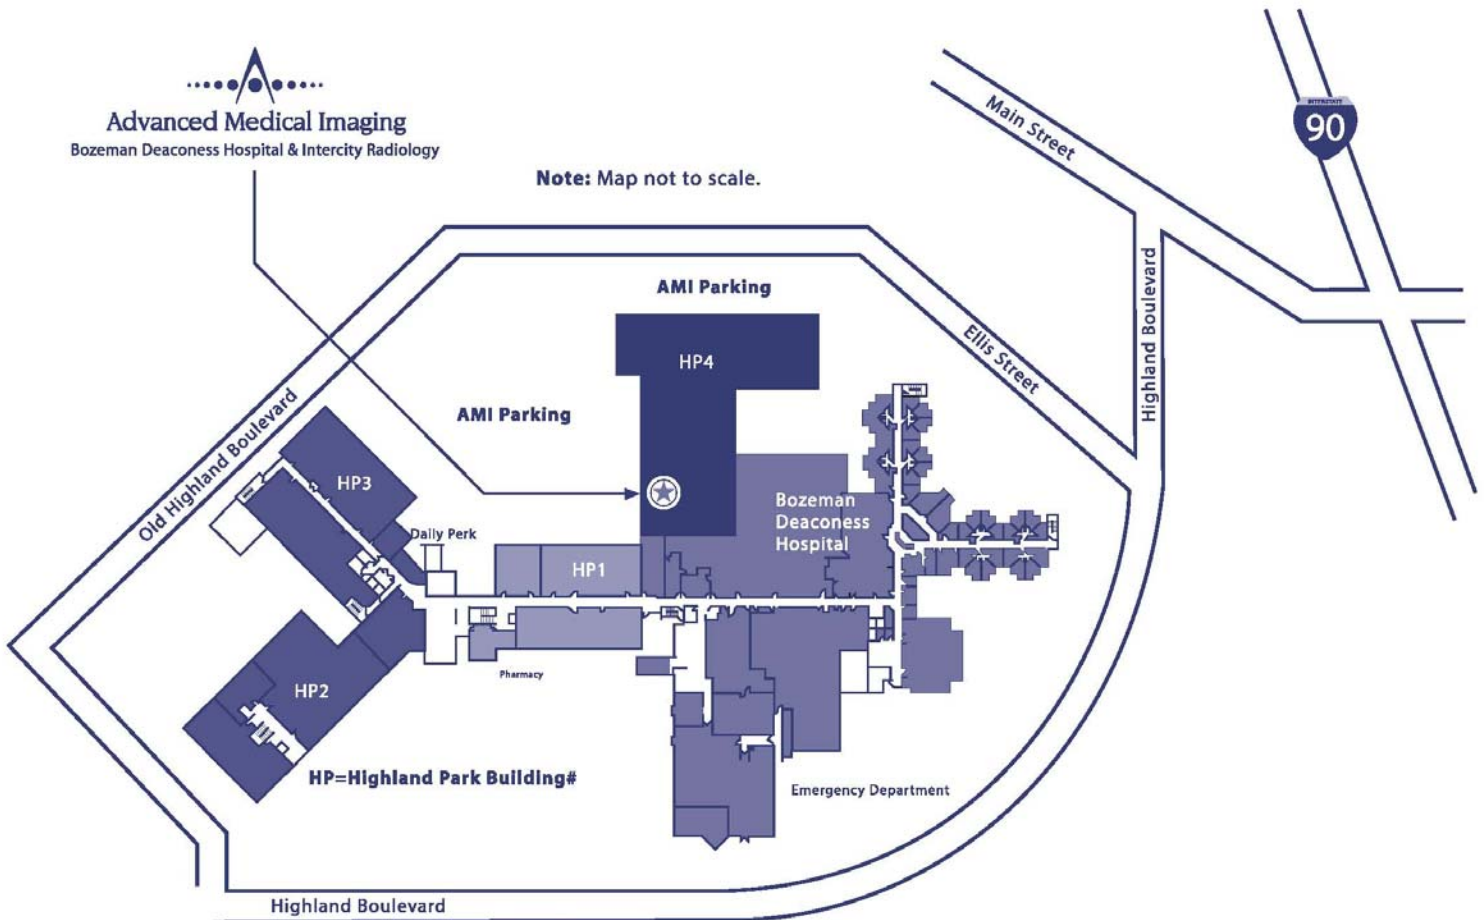 Advanced Medical Imaging
Bozeman Deaconess Hospital & Intercity Radiology
Note: Map not to scale.
Main Street
INTERSTATE
90
Highland Boulevard
Ellis Street
AMI Parking
HP4
AMI Parking
Old Highland Boulevard
HP3
Daily Perk
HP1
Bozeman
Deaconess
Hospital
Pharmacy
HP2
HP=Highland Park Building#
Emergency Department
Highland Boulevard